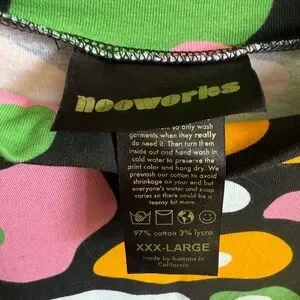 nooworks
so only wash
garments when they really
do need it. Then turn them
inside out and hand wash in
cold water to preserve the
print color and hang dry. We
prewash our cotton to avoid
shrinkage on your end but
everyone's water and soap
varies so there could be a
teensy bit more.
97% cotton 3% lycra
XXX-LARGE
made by humans in
California